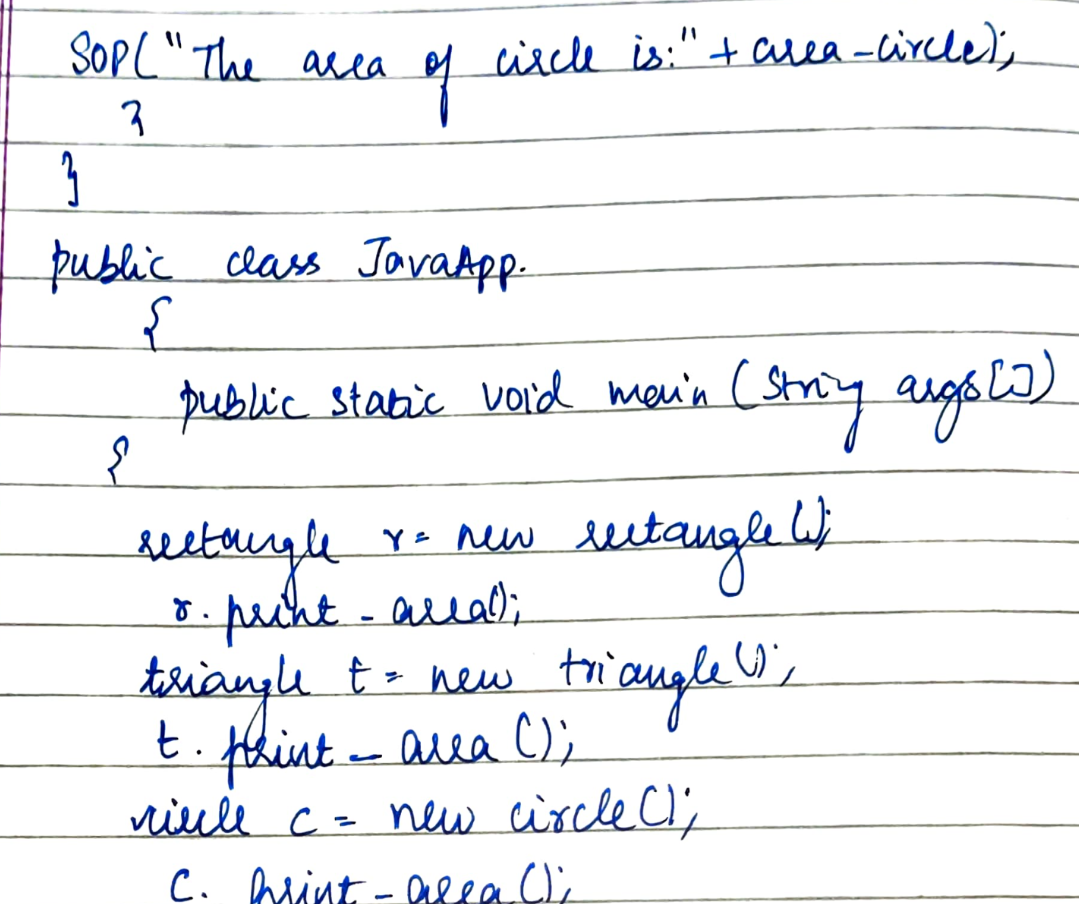 SOP("The area of circle is:" + area-circle);
}
}
public class JavaApp.
{
public static void main (String args[])
{
rectangle r = new rectangle();
r. print - area();
triangle t = new triangle();
t. print - area ();
circle c = new circle();
C. print - area ();